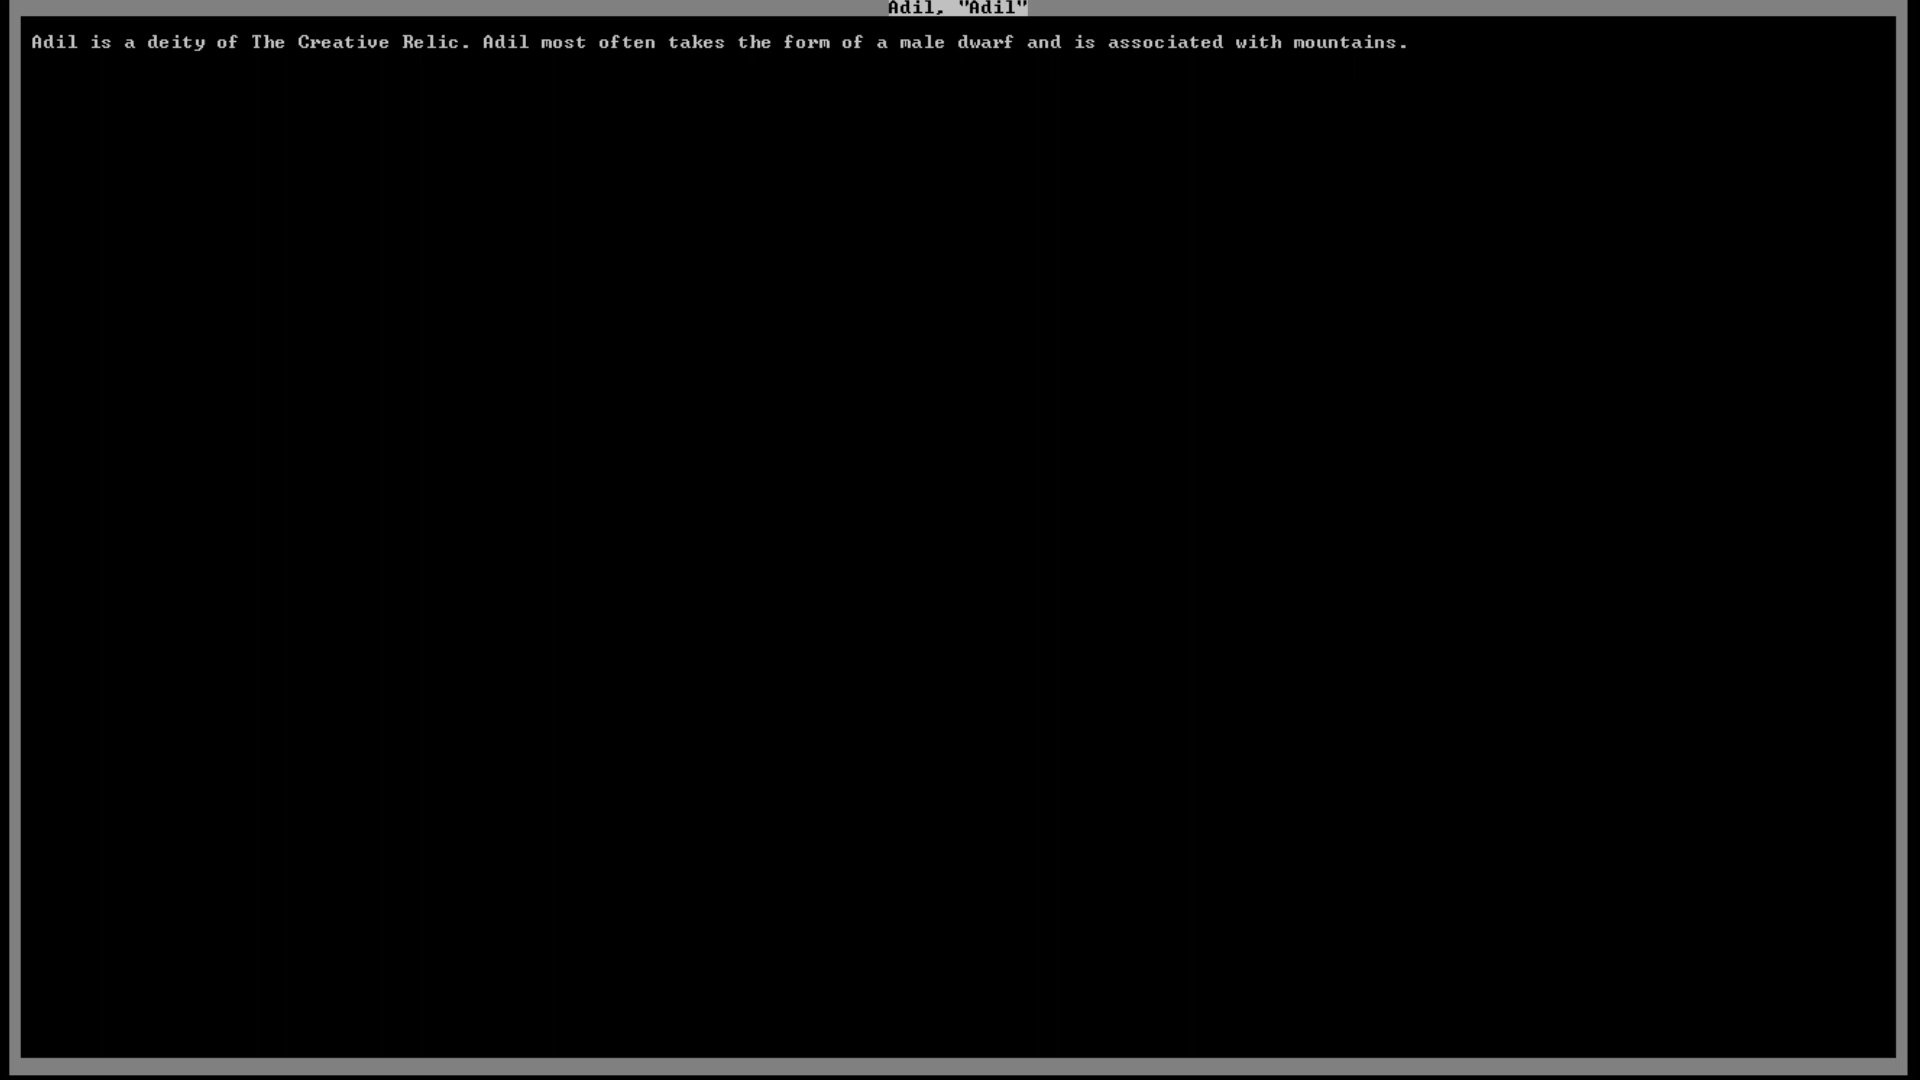 Adil, "Adil"
Adil is a deity of The Creative Relic. Adil most often takes the form of a male dwarf and is associated with mountains.